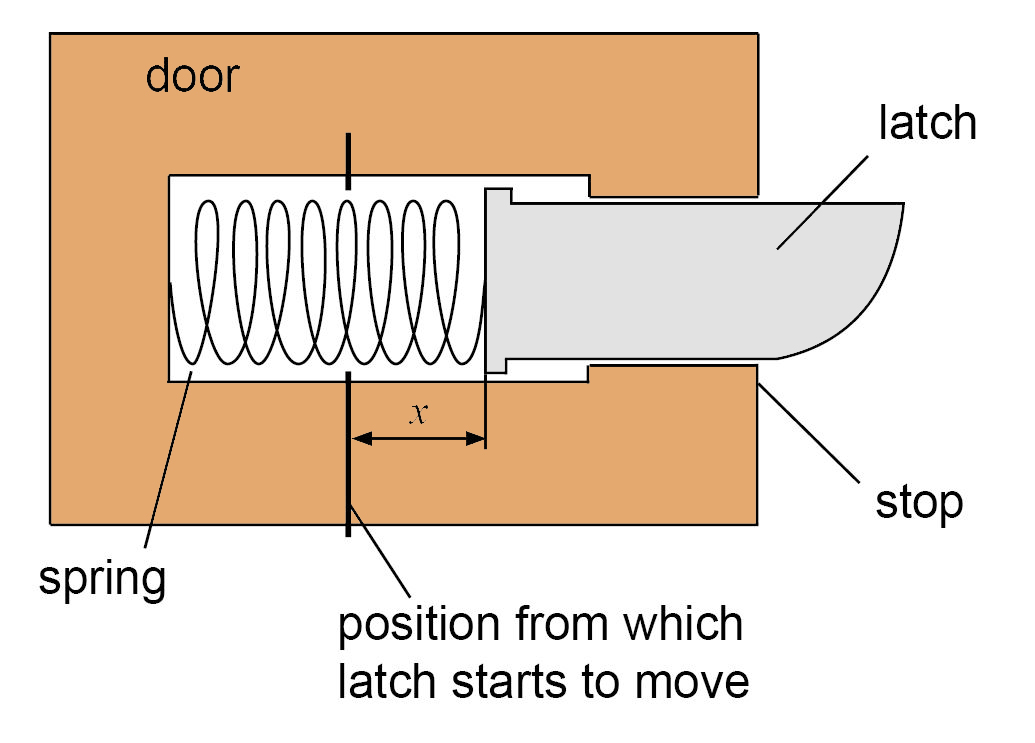 door
latch
x
stop
spring
position from which
latch starts to move